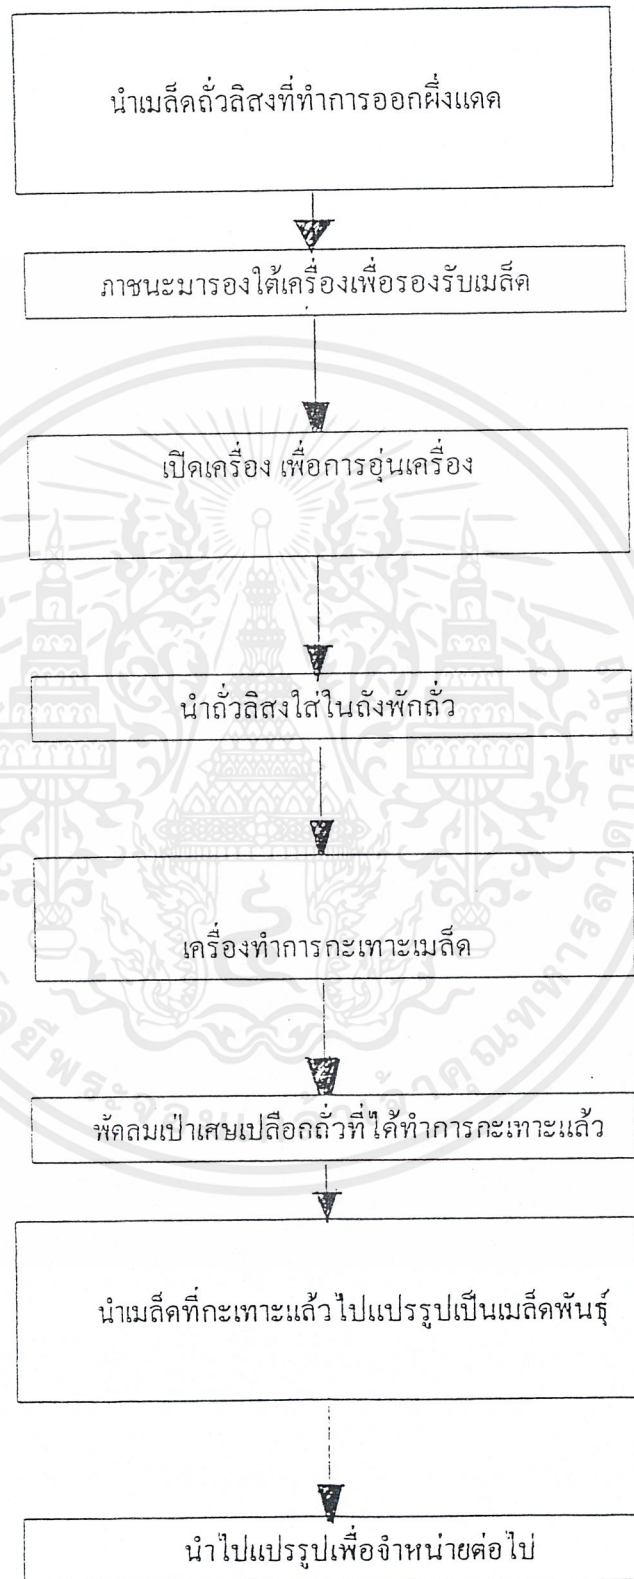 นำเมล็ดถั่วลิสงที่ทำการออกผึ่งแดด
ภาชนะมารองใต้เครื่องเพื่อรองรับเมล็ด
เปิดเครื่อง เพื่อการอุ่นเครื่อง
นำถั่วลิสงใส่ในถังพักถั่ว
เครื่องทำการกะเทาะเมล็ด
พัดลมเป่าเศษเปลือกถั่วที่ได้ทำการกะเทาะแล้ว
นำเมล็ดที่กะเทาะแล้วไปแปรรูปเป็นเมล็ดพันธุ์
นำไปแปรรูปเพื่อจำหน่ายต่อไป